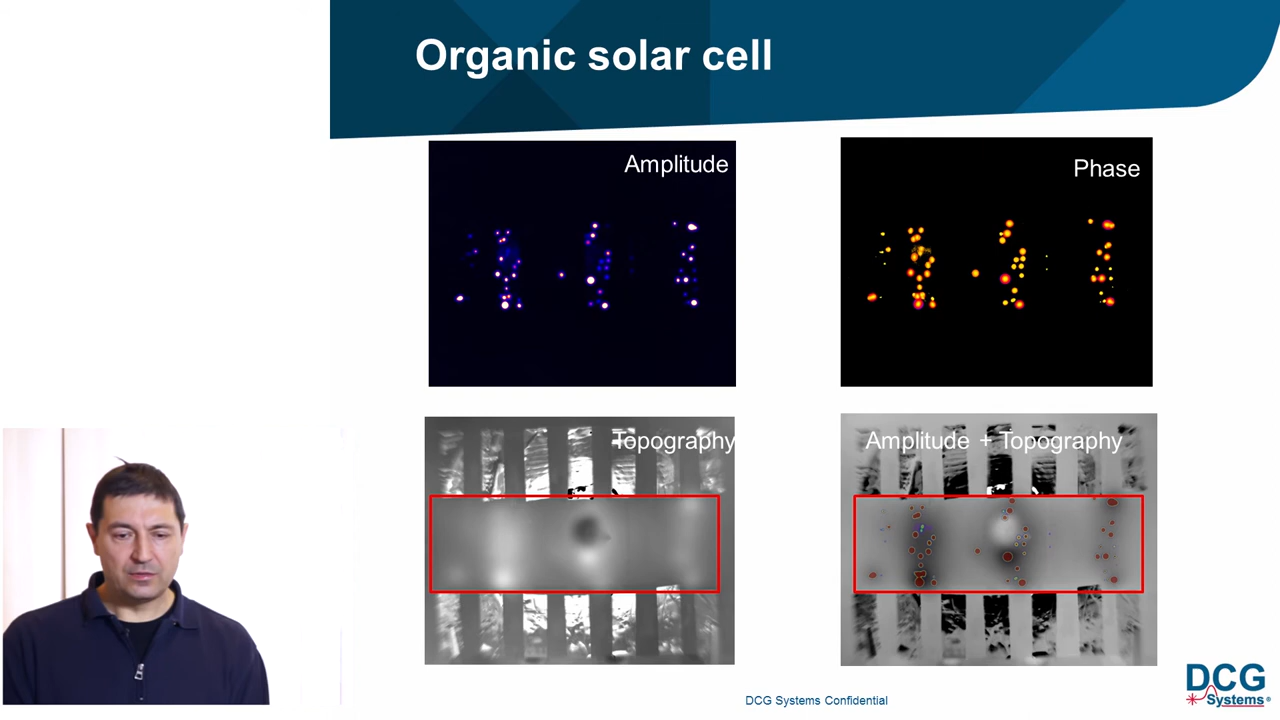 Organic solar cell
Amplitude
Phase
Topography
Amplitude + Topography
DCG Systems Confidential
DCG
Systems®